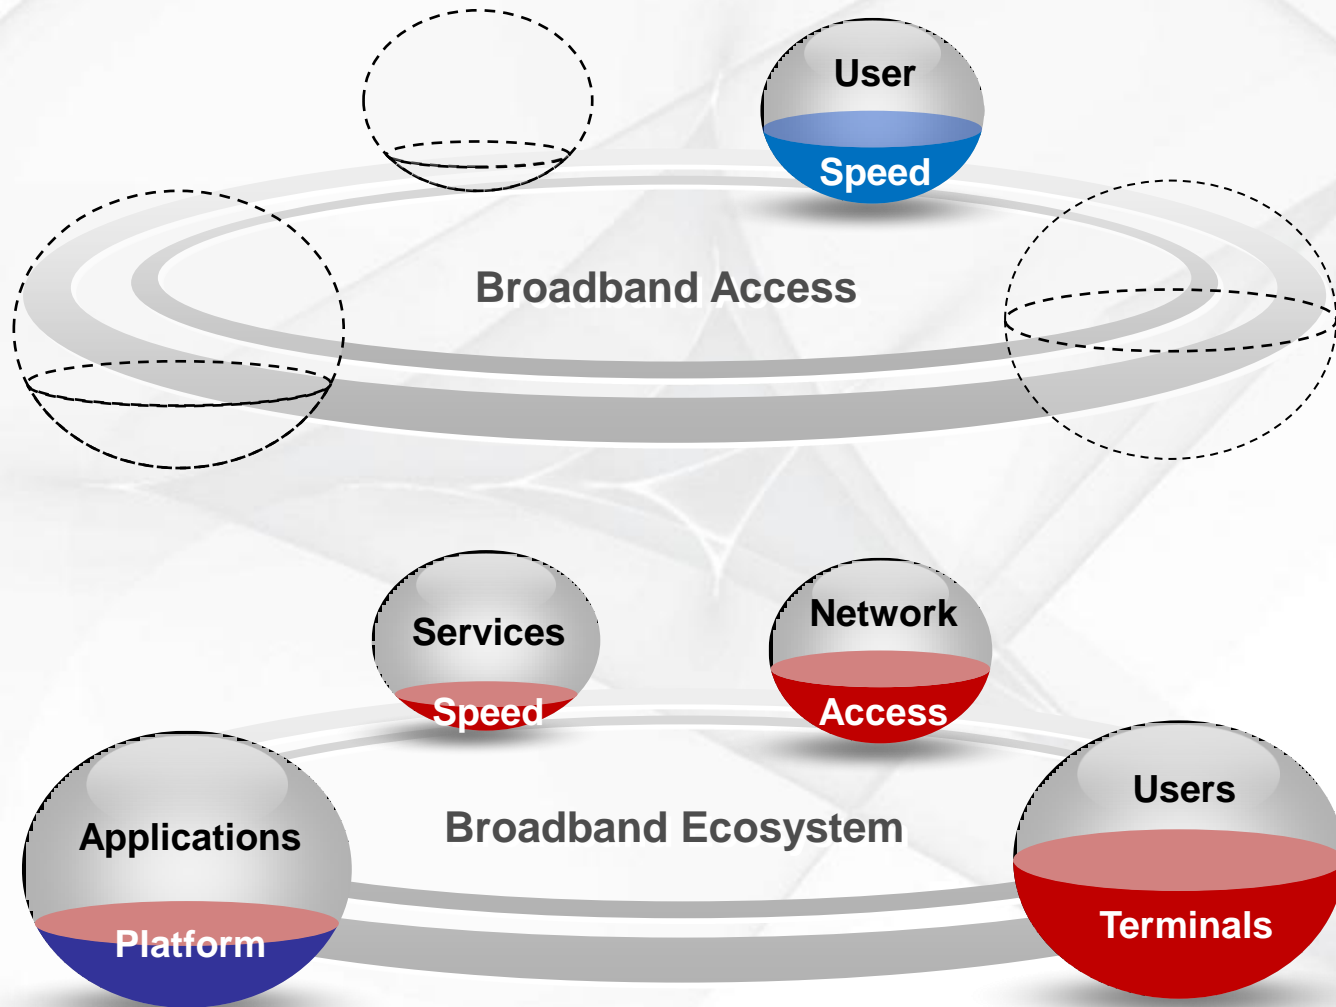 User
Speed
Broadband Access
Services
Speed
Network
Access
Applications
Platform
Broadband Ecosystem
Users
Terminals